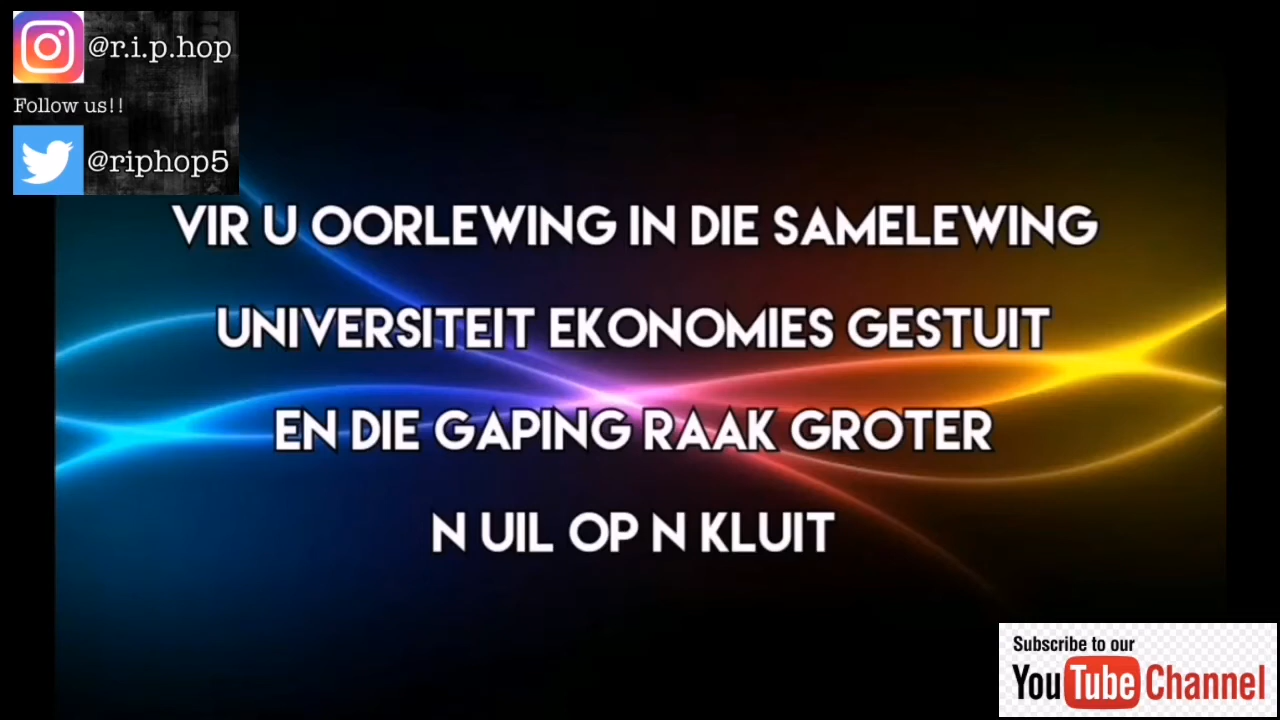 @r.i.p.hop
Follow us!!
@riphop5
VIR U OORLEWING IN DIE SAMELEWING
UNIVERSITEIT EKONOMIES GESTUIT
EN DIE GAPING RAAK GROTER
N UIL OP N KLUIT
Subscribe to our
YouTube Channel